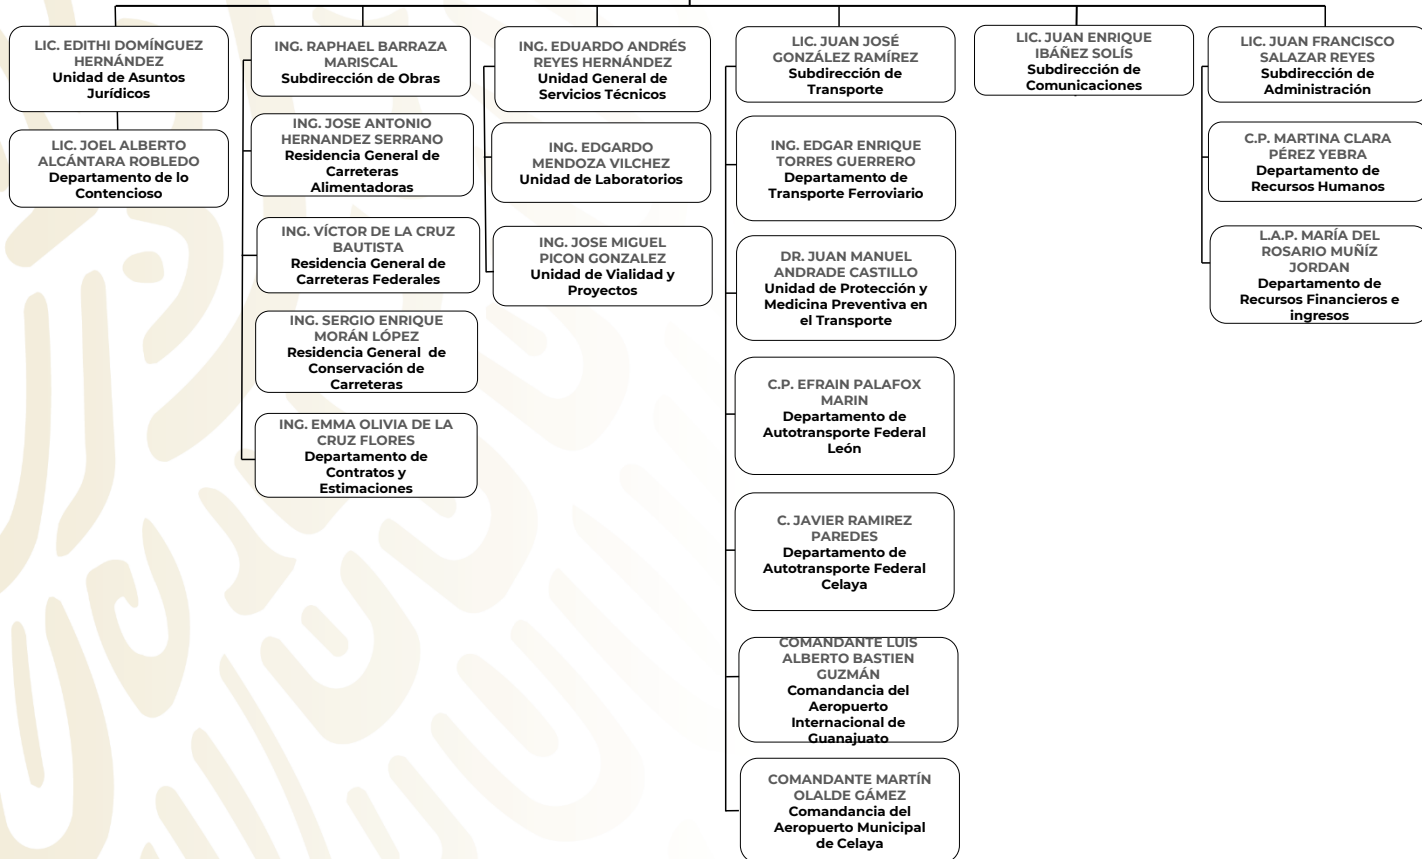 LIC. EDITHI DOMÍNGUEZ
HERNÁNDEZ
Unidad de Asuntos
Jurídicos
LIC. JOEL ALBERTO
ALCÁNTARA ROBLEDO
Departamento de lo
Contencioso
ING. RAPHAEL BARRAZA
MARISCAL
Subdirección de Obras
ING. JOSE ANTONIO
HERNANDEZ SERRANO
Residencia General de
Carreteras
Alimentadoras
ING. VÍCTOR DE LA CRUZ
BAUTISTA
Residencia General de
Carreteras Federales
ING. SERGIO ENRIQUE
MORÁN LÓPEZ
Residencia General de
Conservación de
Carreteras
ING. EMMA OLIVIA DE LA
CRUZ FLORES
Departamento de
Contratos y
Estimaciones
ING. EDUARDO ANDRÉS
REYES HERNÁNDEZ
Unidad General de
Servicios Técnicos
ING. EDGARDO
MENDOZA VILCHEZ
Unidad de Laboratorios
ING. JOSE MIGUEL
PICON GONZALEZ
Unidad de Vialidad y
Proyectos
LIC. JUAN JOSÉ
GONZÁLEZ RAMÍREZ
Subdirección de
Transporte
ING. EDGAR ENRIQUE
TORRES GUERRERO
Departamento de
Transporte Ferroviario
DR. JUAN MANUEL
ANDRADE CASTILLO
Unidad de Protección y
Medicina Preventiva en
el Transporte
C.P. EFRAIN PALAFOX
MARIN
Departamento de
Autotransporte Federal
León
C. JAVIER RAMIREZ
PAREDES
Departamento de
Autotransporte Federal
Celaya
COMANDANTE LUIS
ALBERTO BASTIEN
GUZMÁN
Comandancia del
Aeropuerto
Internacional de
Guanajuato
COMANDANTE MARTÍN
OLALDE GÁMEZ
Comandancia del
Aeropuerto Municipal
de Celaya
LIC. JUAN ENRIQUE
IBÁÑEZ SOLÍS
Subdirección de
Comunicaciones
LIC. JUAN FRANCISCO
SALAZAR REYES
Subdirección de
Administración
C.P. MARTINA CLARA
PÉREZ YEBRA
Departamento de
Recursos Humanos
L.A.P. MARÍA DEL
ROSARIO MUÑÍZ
JORDAN
Departamento de
Recursos Financieros e
ingresos